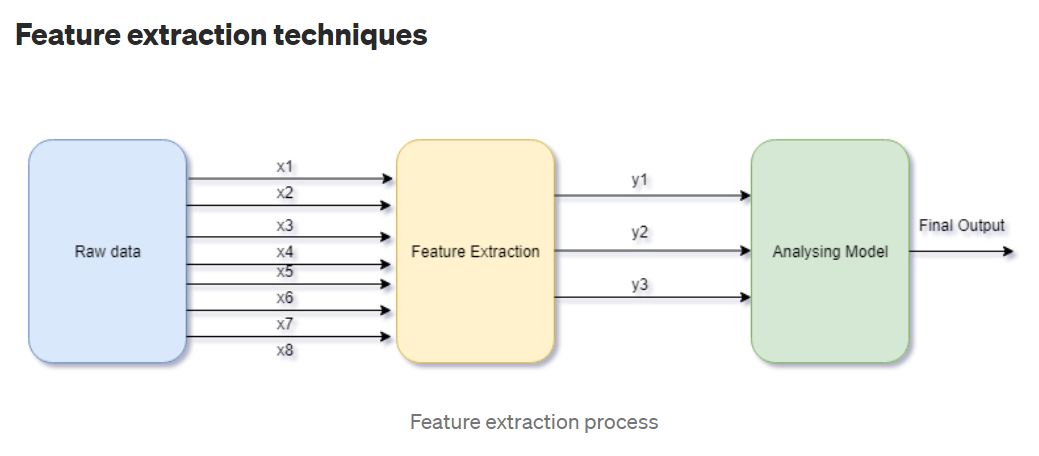 Feature extraction techniques
x1
x2
x3
x4
x5
x6
x7
x8
Raw data
Feature Extraction
y1
y2
y3
Analysing Model
Final Output
Feature extraction process